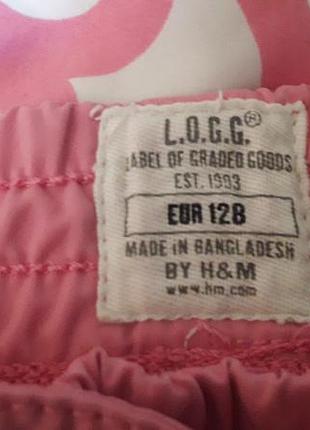 L.O.G.G.®
LABEL OF GRADED GOODS
EST. 1993
EUR 128
MADE IN BANGLADESH
BY H&M
www.hm.com